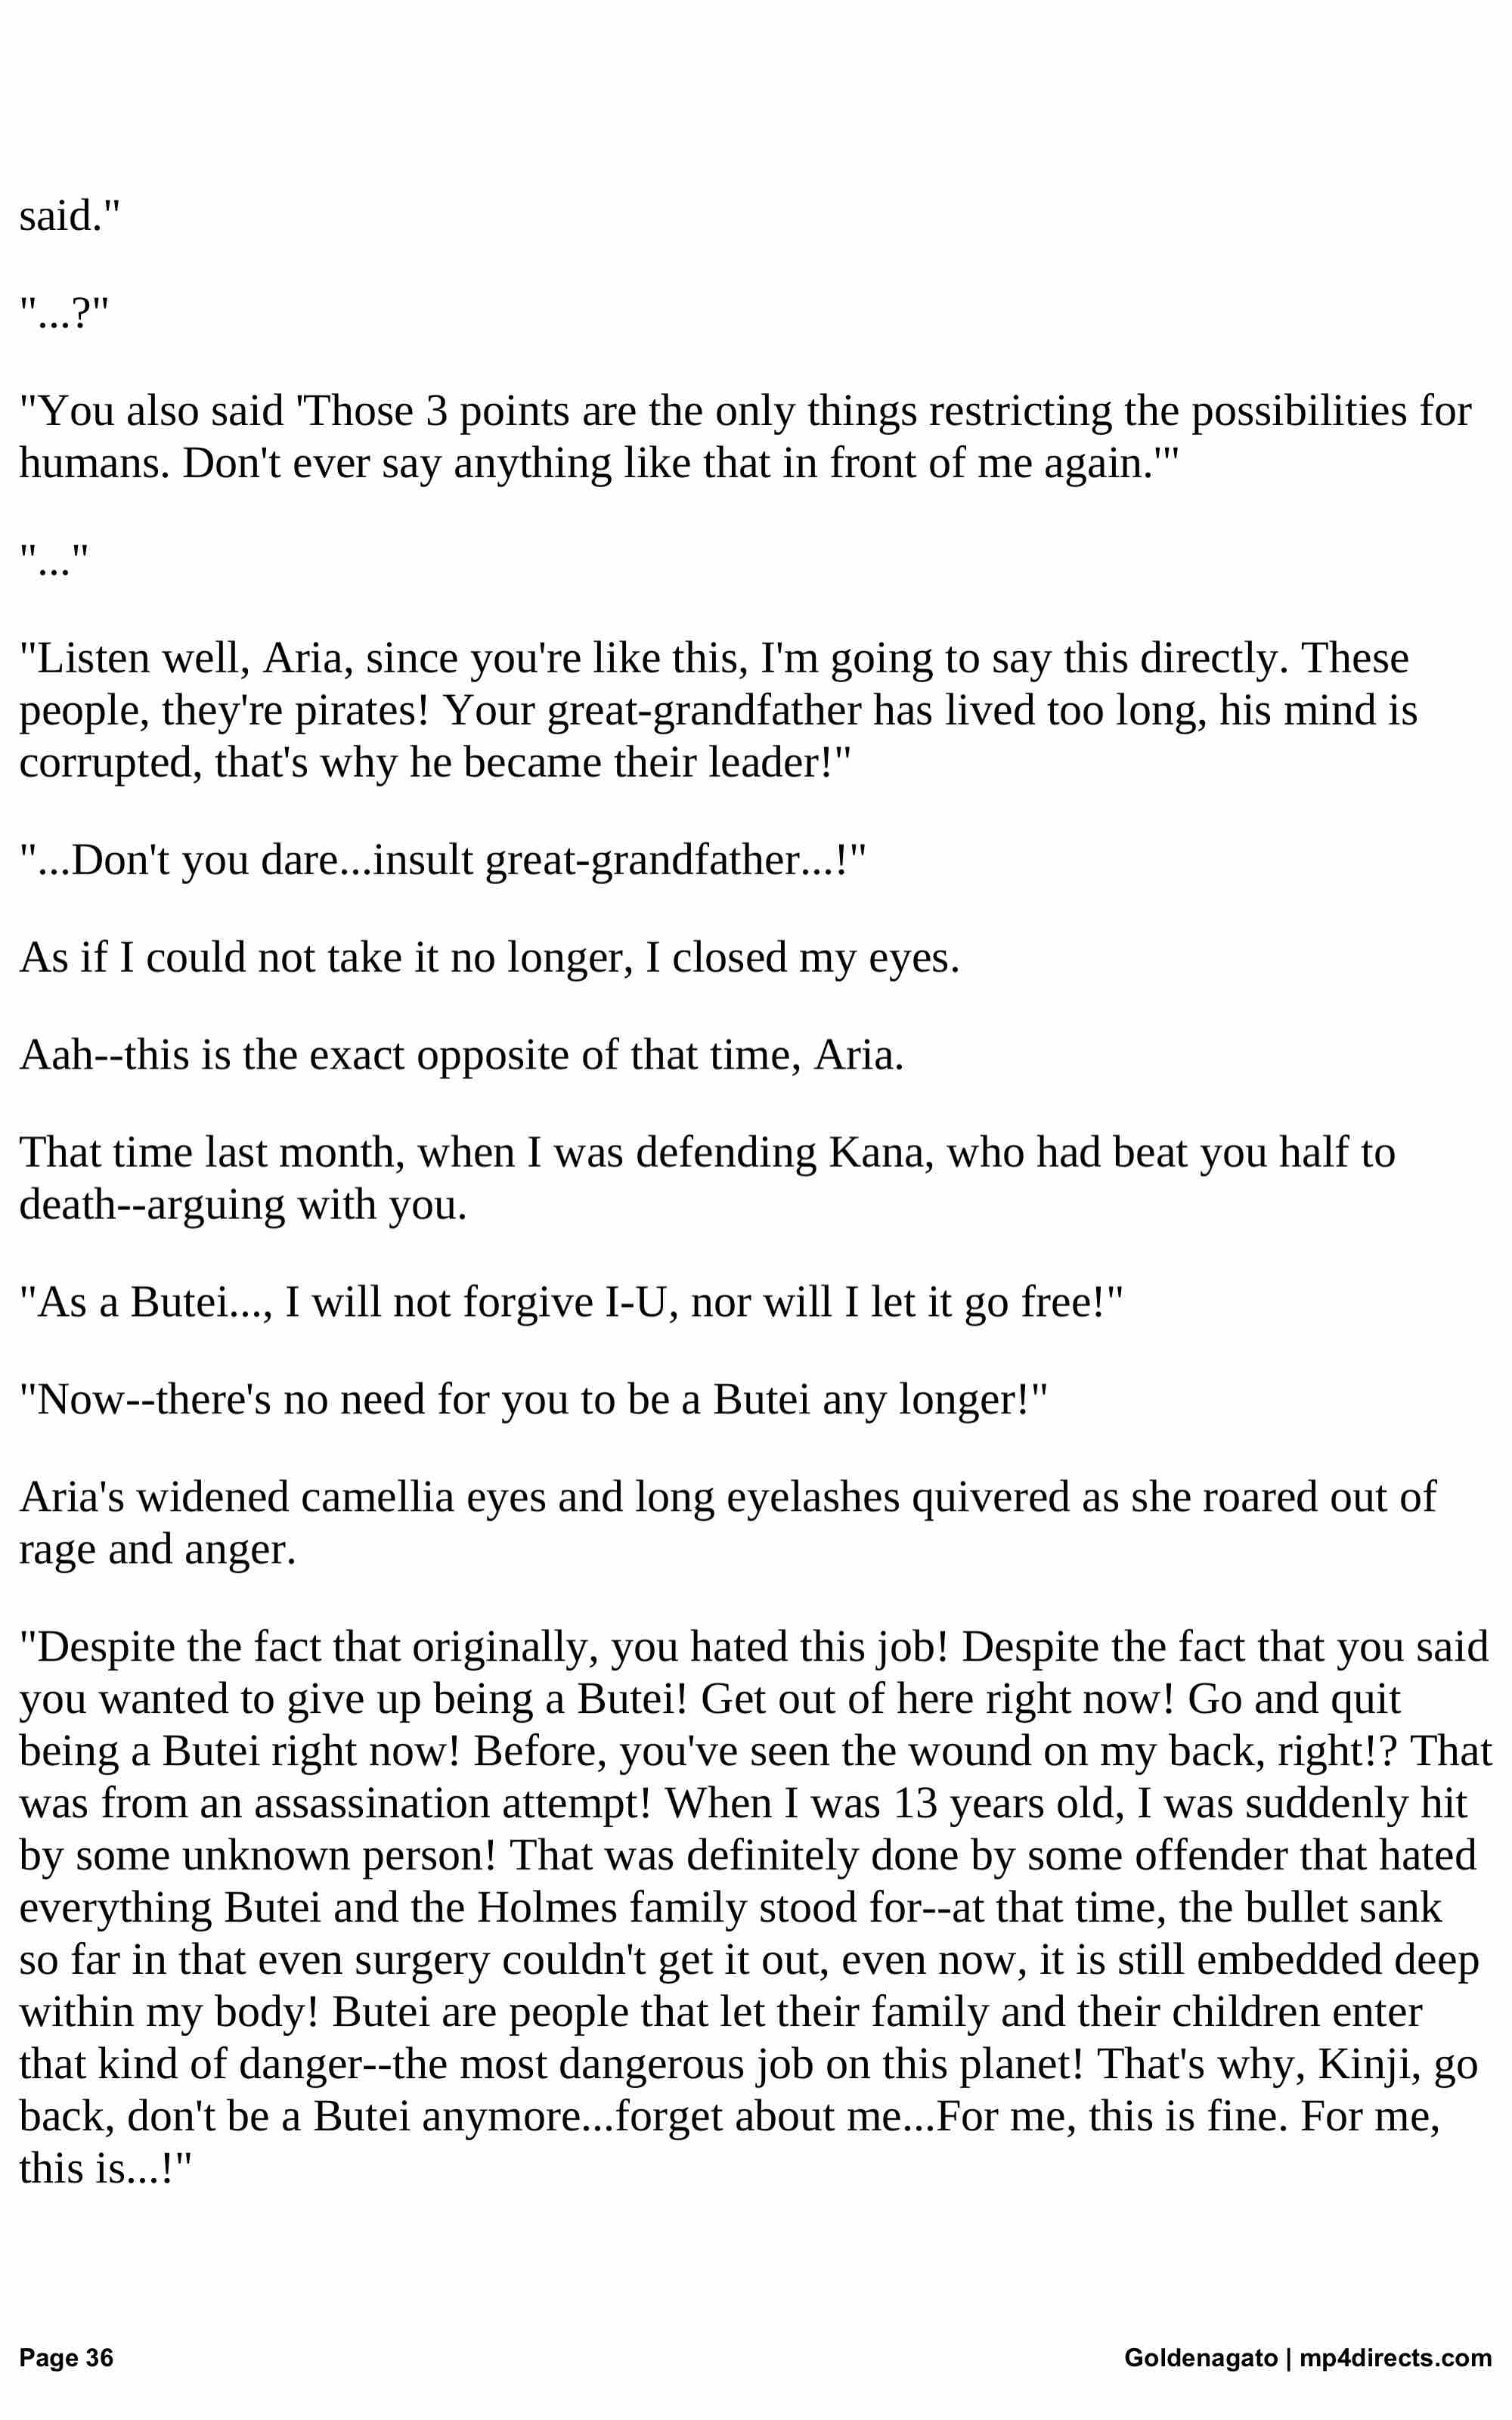 said."
"...?"
"You also said 'Those 3 points are the only things restricting the possibilities for
humans. Don't ever say anything like that in front of me again.'"
"..."
"Listen well, Aria, since you're like this, I'm going to say this directly. These
people, they're pirates! Your great-grandfather has lived too long, his mind is
corrupted, that's why he became their leader!"
"...Don't you dare...insult great-grandfather...!"
As if I could not take it no longer, I closed my eyes.
Aah--this is the exact opposite of that time, Aria.
That time last month, when I was defending Kana, who had beat you half to
death--arguing with you.
"As a Butei..., I will not forgive I-U, nor will I let it go free!"
"Now--there's no need for you to be a Butei any longer!"
Aria's widened camellia eyes and long eyelashes quivered as she roared out of
rage and anger.
"Despite the fact that originally, you hated this job! Despite the fact that you said
you wanted to give up being a Butei! Get out of here right now! Go and quit
being a Butei right now! Before, you've seen the wound on my back, right!? That
was from an assassination attempt! When I was 13 years old, I was suddenly hit
by some unknown person! That was definitely done by some offender that hated
everything Butei and the Holmes family stood for--at that time, the bullet sank
so far in that even surgery couldn't get it out, even now, it is still embedded deep
within my body! Butei are people that let their family and their children enter
that kind of danger--the most dangerous job on this planet! That's why, Kinji, go
back, don't be a Butei anymore...forget about me...For me, this is fine. For me,
this is...!"
Page 36
Goldenagato | mp4directs.com